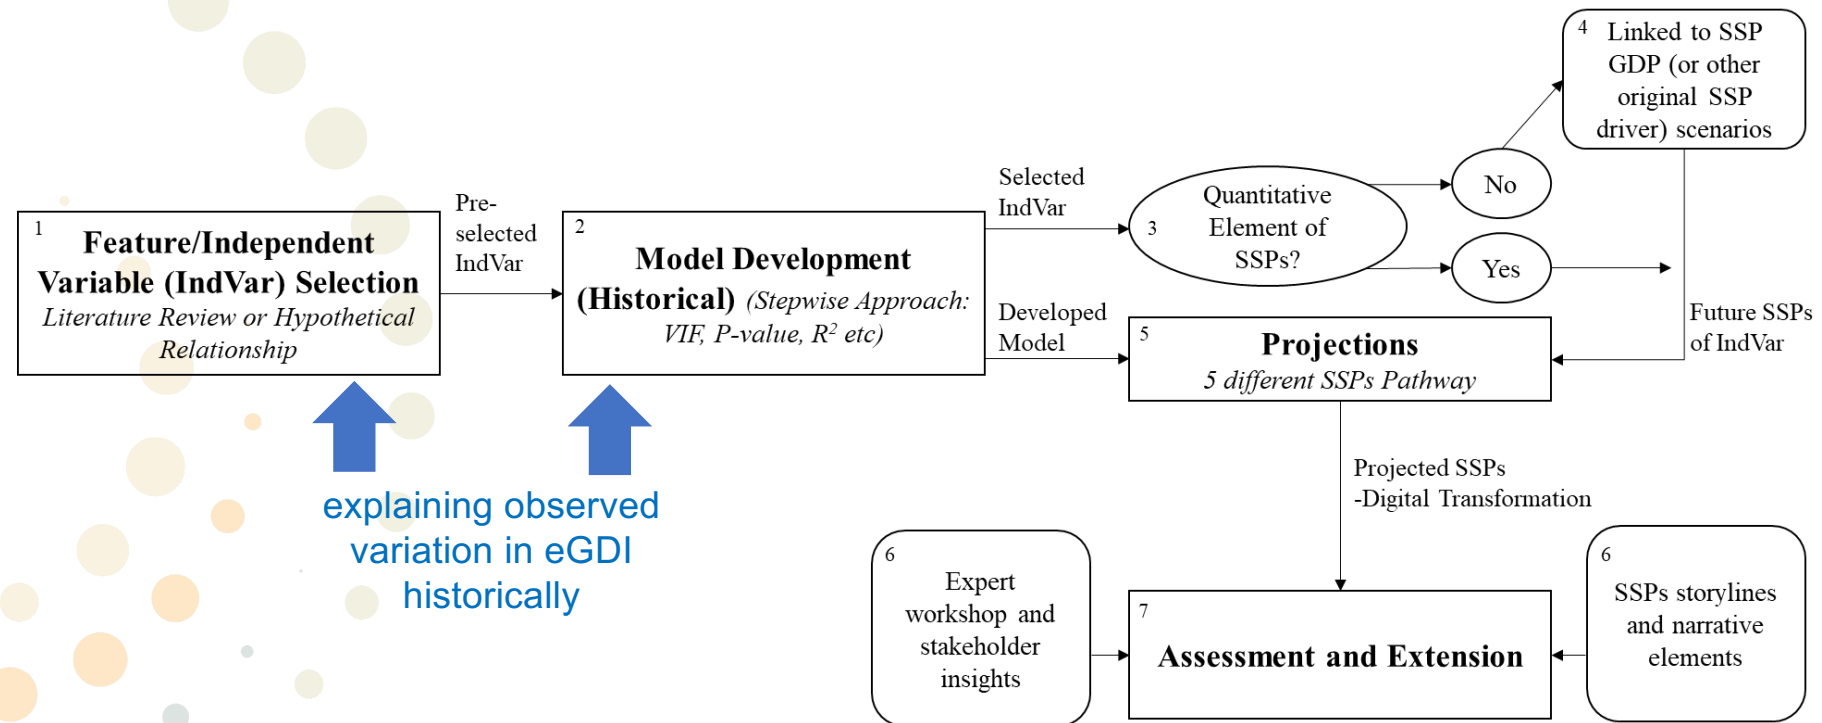 1
Feature/Independent
Variable (IndVar) Selection
Literature Review or Hypothetical
Relationship
Pre-
selected
IndVar
2
Model Development
(Historical) (Stepwise Approach:
VIF, P-value, R² etc)
Selected
IndVar
Developed
Model
3
Quantitative
Element of
SSPs?
No
Yes
4
Linked to SSP
GDP (or other
original SSP
driver) scenarios
Future SSPs
of IndVar
5
Projections
5 different SSPs Pathway
explaining observed
variation in eGDI
historically
Projected SSPs
-Digital Transformation
6
Expert
workshop and
stakeholder
insights
7
Assessment and Extension
6
SSPs storylines
and narrative
elements